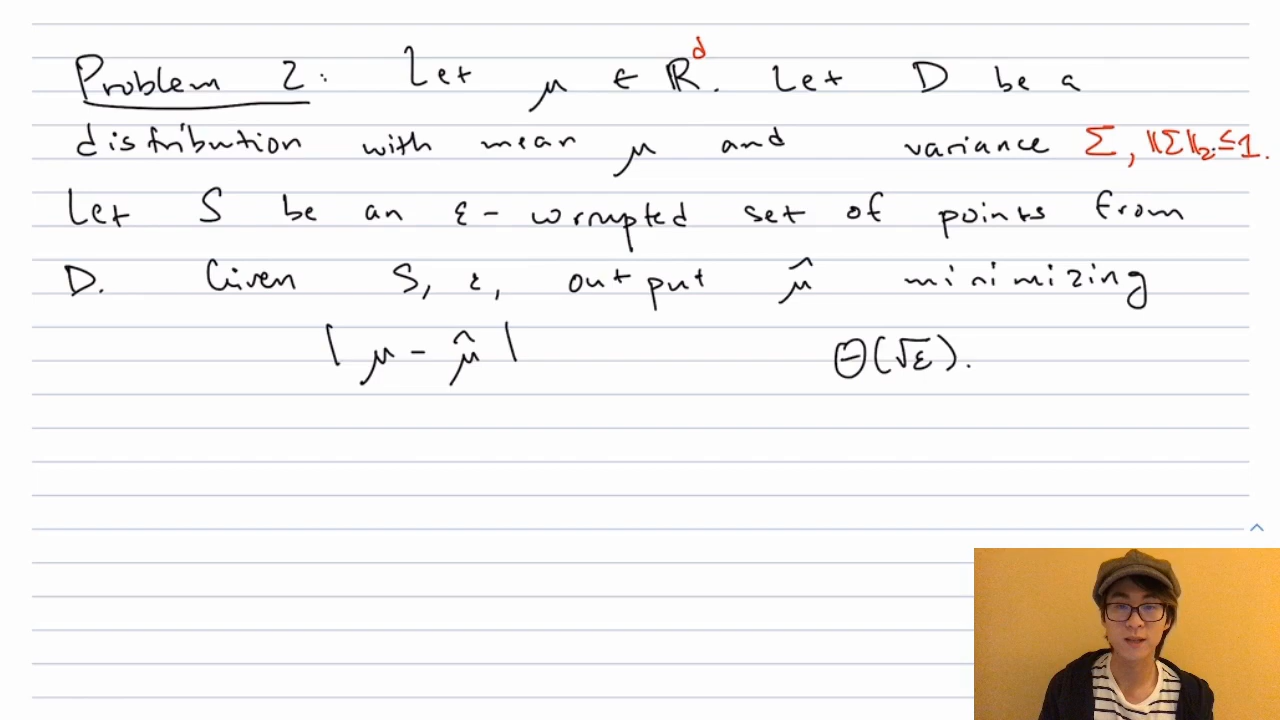 Problem 2: Let μ ∈ ℝᵈ. Let D be a
distribution with mean μ and variance Σ, ‖Σ‖₂ ≤ 1.
Let S be an ε-corrupted set of points from
D. Given S, ε, output μ̂ minimizing
|μ - μ̂| Θ(√ε).